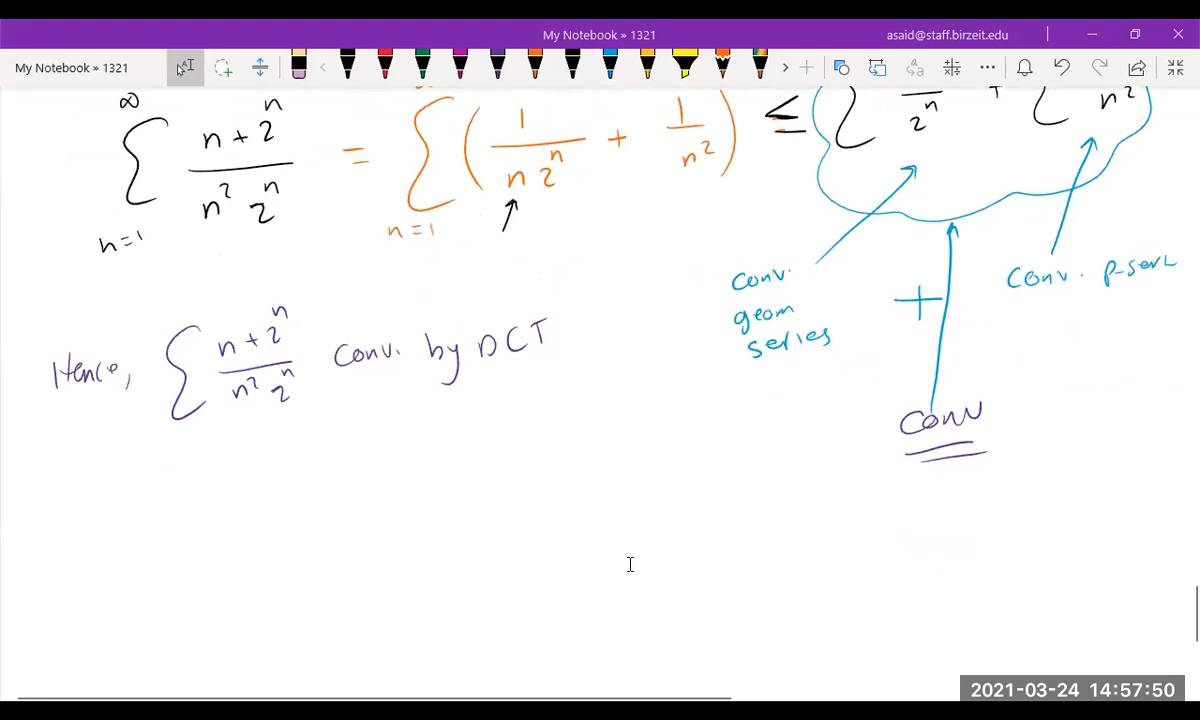 My Notebook » 1321
asaid@staff.birzeit.edu
My Notebook » 1321
∞
∑ n=1 (n + 2^n)/(n^2 2^n) = ∑ n=1 (1/(n 2^n) + 1/n^2) ≤ ∑ /2^n + ∑ /n^2
Conv. geom series
Conv. p-seri
+
Conv
Hence, ∑ (n + 2^n)/(n^2 2^n) Conv. by DCT
2021-03-24 14:57:50